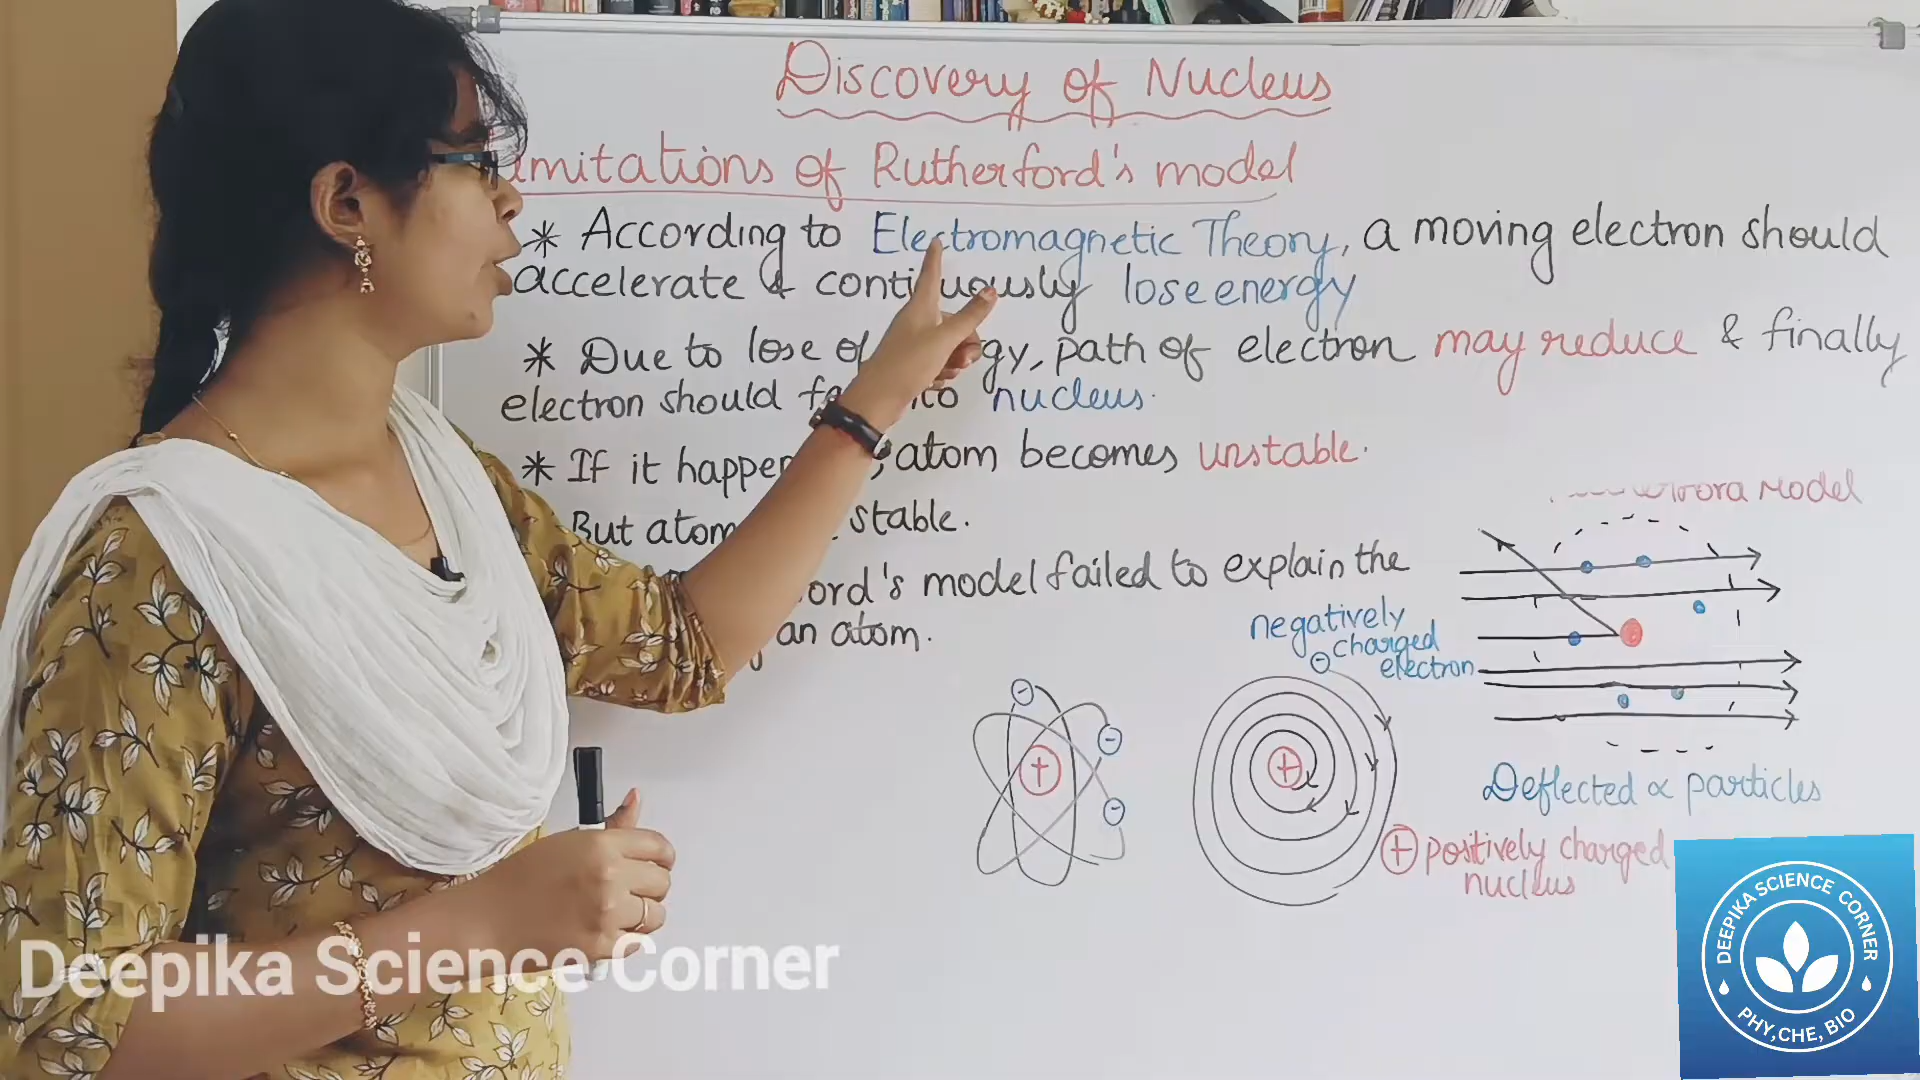 Discovery of Nucleus
imitations of Rutherford's model
* According to Electromagnetic Theory, a moving electron should
accelerate & continuously lose energy
* Due to lose of gy, path of electron may reduce & finally
electron should nucleus.
* If it happen , atom becomes unstable.
But atom stable.
ord's model failed to explain the
an atom.
Model
negatively
charged
electron
Deflected ∝ particles
+ positively charged
nucleus
Deepika Science Corner
DEEPIKA SCIENCE CORNER
PHY,CHE, BIO